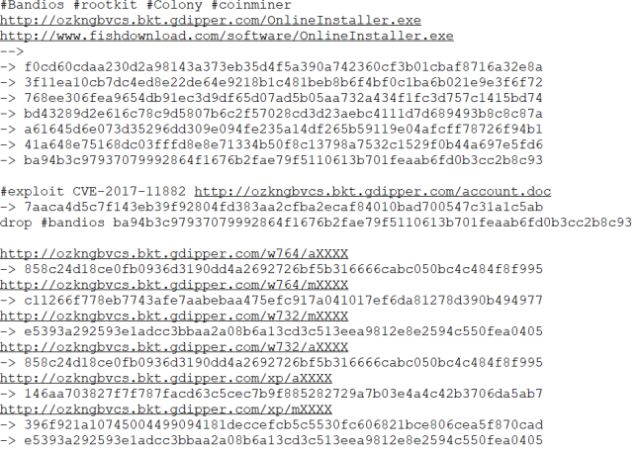 #Bandios #rootkit #Colony #coinminer
http://ozkngbvcs.bkt.gdipper.com/OnlineInstaller.exe
http://www.fishdownload.com/software/OnlineInstaller.exe
-->
-> f0cd60cdaa230d2a98143a373eb35d4f5a390a742360cf3b01cbaf8716a32e8a
-> 3f11ea10cb7dc4ed8e22de64e9218b1c481beb8b6f4bf0c1ba6b021e9e3f6f72
-> 768ee306fea9654db91ec3d9df65d07ad5b05aa732a434f1fc3d757c1415bd74
-> bd43289d2e616c78c9d5807b6c2f57028cd3d23aebc4111d7d689493b8c8c87a
-> a61645d6e073d35296dd309e094fe235a14df265b59119e04afcff78726f94b1
-> 41a648e75168dc03fffd8e8e71334b50f8c13798a7532c1529f0b44a697e5fd6
-> ba94b3c97937079992864f1676b2fae79f5110613b701feaab6fd0b3cc2b8c93
#exploit CVE-2017-11882 http://ozkngbvcs.bkt.gdipper.com/account.doc
-> 7aaca4d5c7f143eb39f92804fd383aa2cfba2ecaf84010bad700547c31a1c5ab
drop #bandios ba94b3c97937079992864f1676b2fae79f5110613b701feaab6fd0b3cc2b8c93
http://ozkngbvcs.bkt.gdipper.com/w764/aXXXX
-> 858c24d18ce0fb0936d3190dd4a2692726bf5b316666cabc050bc4c484f8f995
http://ozkngbvcs.bkt.gdipper.com/w764/mXXXX
-> c11266f778eb7743afe7aabebaa475efc917a041017ef6da81278d390b494977
http://ozkngbvcs.bkt.gdipper.com/w732/mXXXX
-> e5393a292593e1adcc3bbaa2a08b6a13cd3c513eea9812e8e2594c550fea0405
http://ozkngbvcs.bkt.gdipper.com/w732/aXXXX
-> 858c24d18ce0fb0936d3190dd4a2692726bf5b316666cabc050bc4c484f8f995
http://ozkngbvcs.bkt.gdipper.com/xp/aXXXX
-> 146aa703827f7f787facd63c5cec7b9f885282729a7b03e4a4c42b3706da5ab7
http://ozkngbvcs.bkt.gdipper.com/xp/mXXXX
-> 396f921a10745004499094181deccefcb5c5530fc606821bce806cea5f870cad
-> e5393a292593e1adcc3bbaa2a08b6a13cd3c513eea9812e8e2594c550fea0405